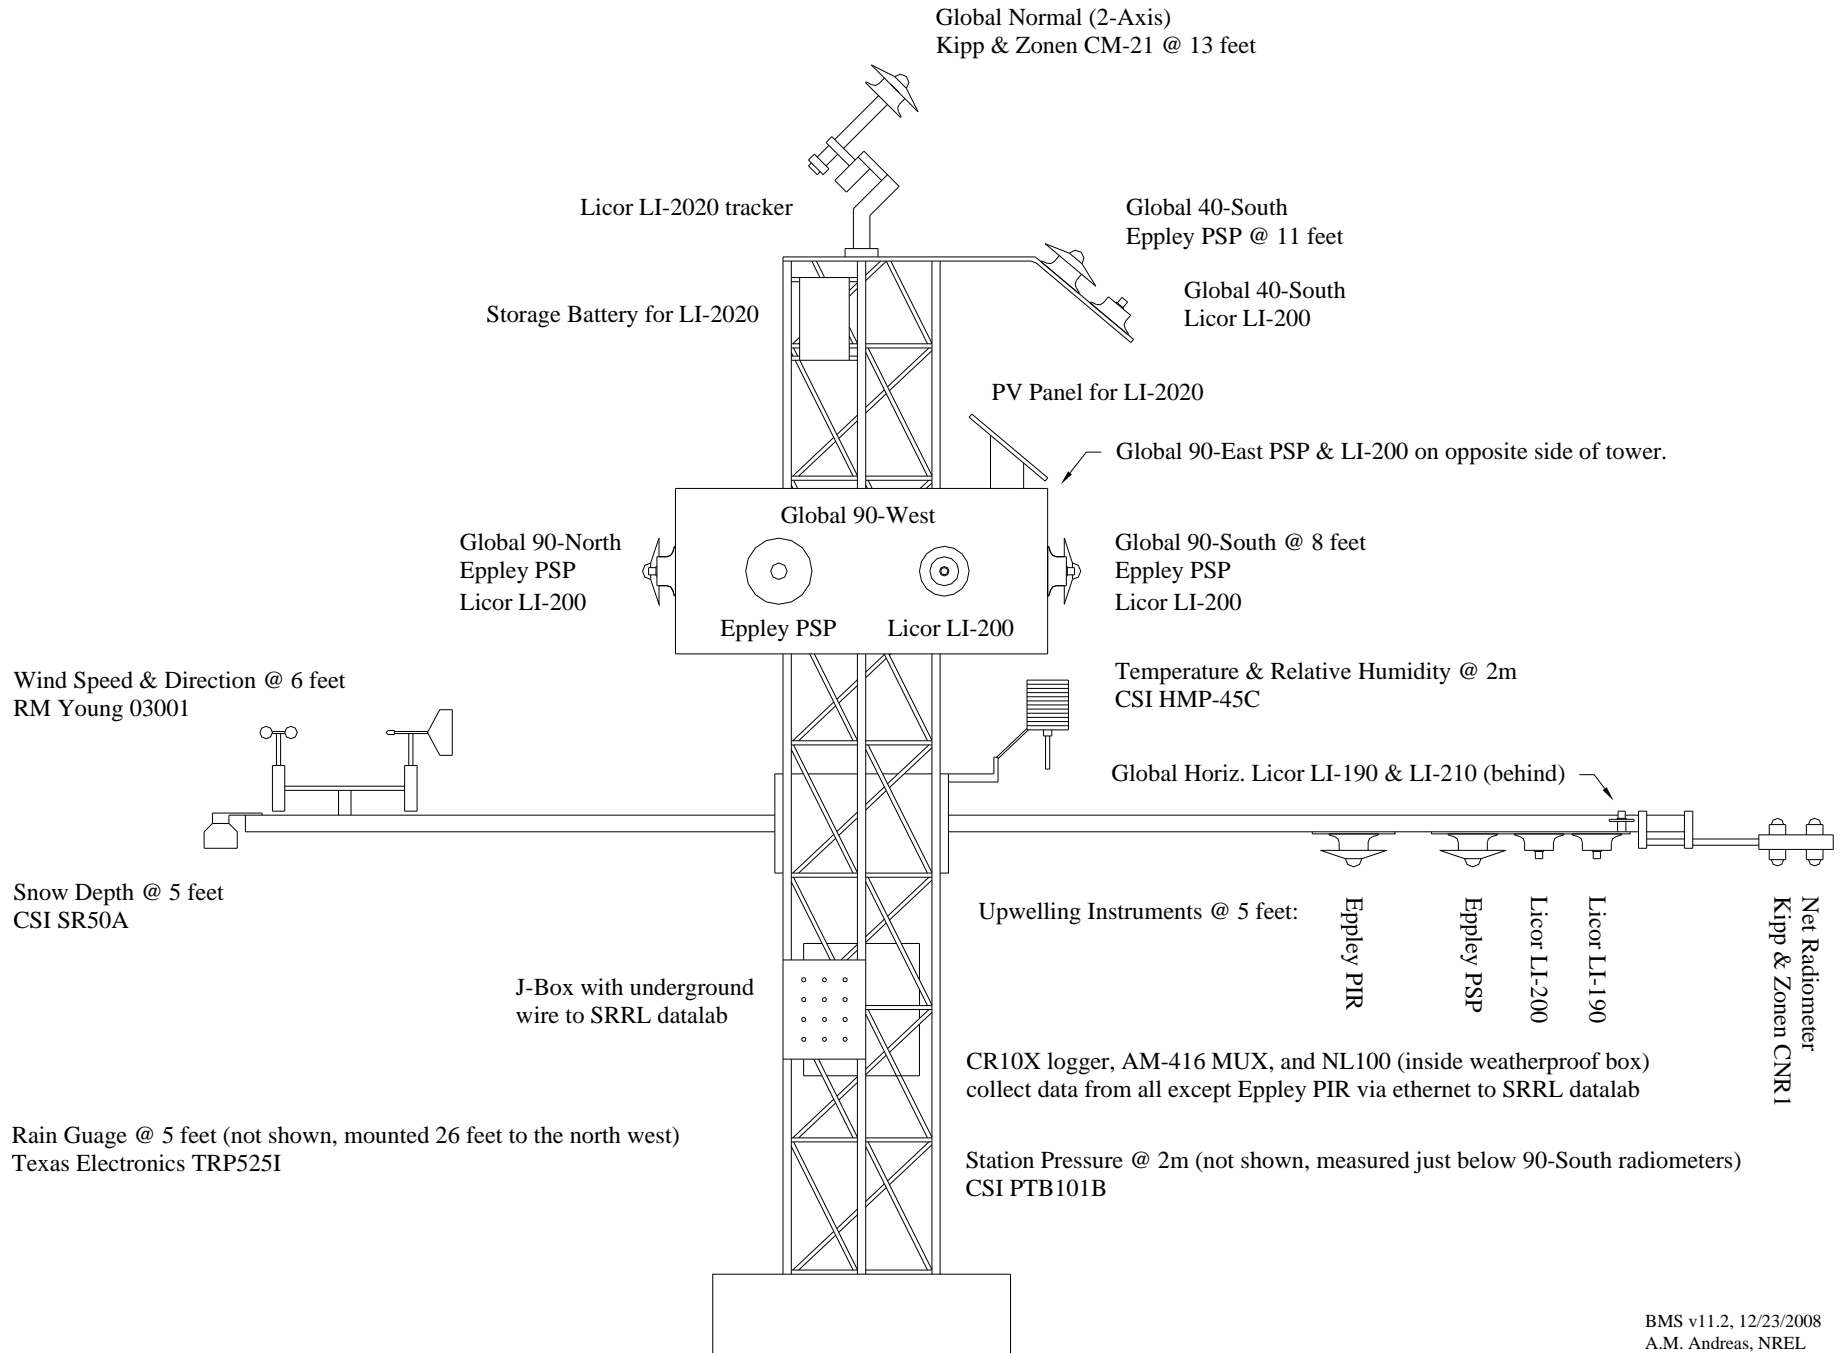 Global Normal (2-Axis)
Kipp & Zonen CM-21 @ 13 feet
Licor LI-2020 tracker
Global 40-South
Eppley PSP @ 11 feet
Global 40-South
Licor LI-200
Storage Battery for LI-2020
PV Panel for LI-2020
Global 90-East PSP & LI-200 on opposite side of tower.
Global 90-West
Global 90-North
Eppley PSP
Licor LI-200
Eppley PSP
Licor LI-200
Global 90-South @ 8 feet
Eppley PSP
Licor LI-200
Wind Speed & Direction @ 6 feet
RM Young 03001
Temperature & Relative Humidity @ 2m
CSI HMP-45C
Global Horiz. Licor LI-190 & LI-210 (behind)
Snow Depth @ 5 feet
CSI SR50A
Upwelling Instruments @ 5 feet:
Eppley PIR
Eppley PSP
Licor LI-200
Licor LI-190
Net Radiometer
Kipp & Zonen CNR1
J-Box with underground
wire to SRRL datalab
CR10X logger, AM-416 MUX, and NL100 (inside weatherproof box)
collect data from all except Eppley PIR via ethernet to SRRL datalab
Rain Guage @ 5 feet (not shown, mounted 26 feet to the north west)
Texas Electronics TRP525I
Station Pressure @ 2m (not shown, measured just below 90-South radiometers)
CSI PTB101B
BMS v11.2, 12/23/2008
A.M. Andreas, NREL